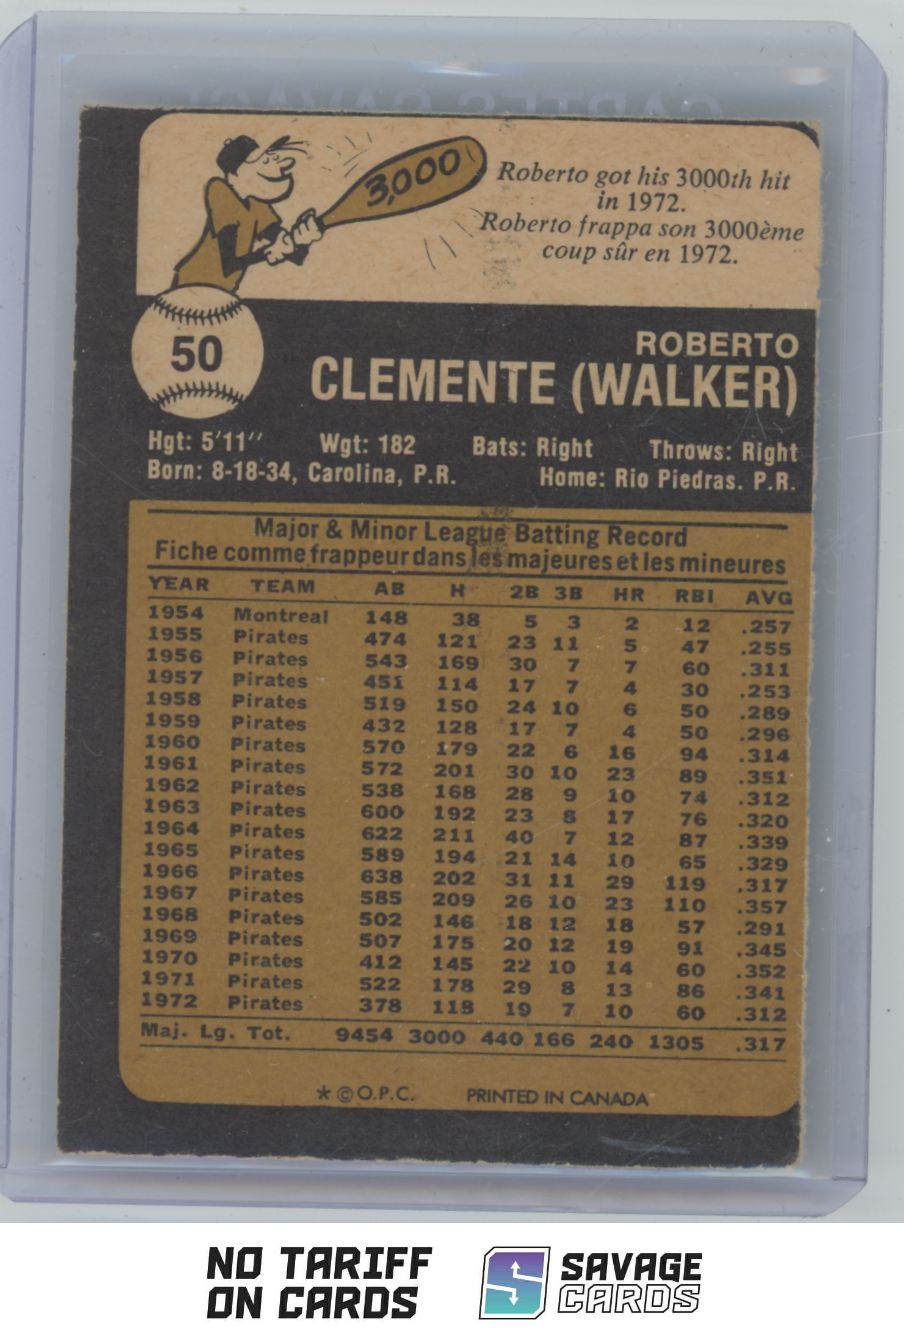 3,000
Roberto got his 3000th hit
in 1972.
Roberto frappa son 3000ème
coup sûr en 1972.
50
ROBERTO
CLEMENTE (WALKER)
Hgt: 5'11'' Wgt: 182 Bats: Right Throws: Right
Born: 8-18-34, Carolina, P.R. Home: Rio Piedras. P.R.
Major & Minor League Batting Record
Fiche comme frappeur dans les majeures et les mineures
YEAR TEAM AB H 2B 3B HR RBI AVG
1954 Montreal 148 38 5 3 2 12 .257
1955 Pirates 474 121 23 11 5 47 .255
1956 Pirates 543 169 30 7 7 60 .311
1957 Pirates 451 114 17 7 4 30 .253
1958 Pirates 519 150 24 10 6 50 .289
1959 Pirates 432 128 17 7 4 50 .296
1960 Pirates 570 179 22 6 16 94 .314
1961 Pirates 572 201 30 10 23 89 .351
1962 Pirates 538 168 28 9 10 74 .312
1963 Pirates 600 192 23 8 17 76 .320
1964 Pirates 622 211 40 7 12 87 .339
1965 Pirates 589 194 21 14 10 65 .329
1966 Pirates 638 202 31 11 29 119 .317
1967 Pirates 585 209 26 10 23 110 .357
1968 Pirates 502 146 18 12 18 57 .291
1969 Pirates 507 175 20 12 19 91 .345
1970 Pirates 412 145 22 10 14 60 .352
1971 Pirates 522 178 29 8 13 86 .341
1972 Pirates 378 118 19 7 10 60 .312
Maj. Lg. Tot. 9454 3000 440 166 240 1305 .317
* © O.P.C. PRINTED IN CANADA
NO TARIFF
ON CARDS
SAVAGE
CARDS